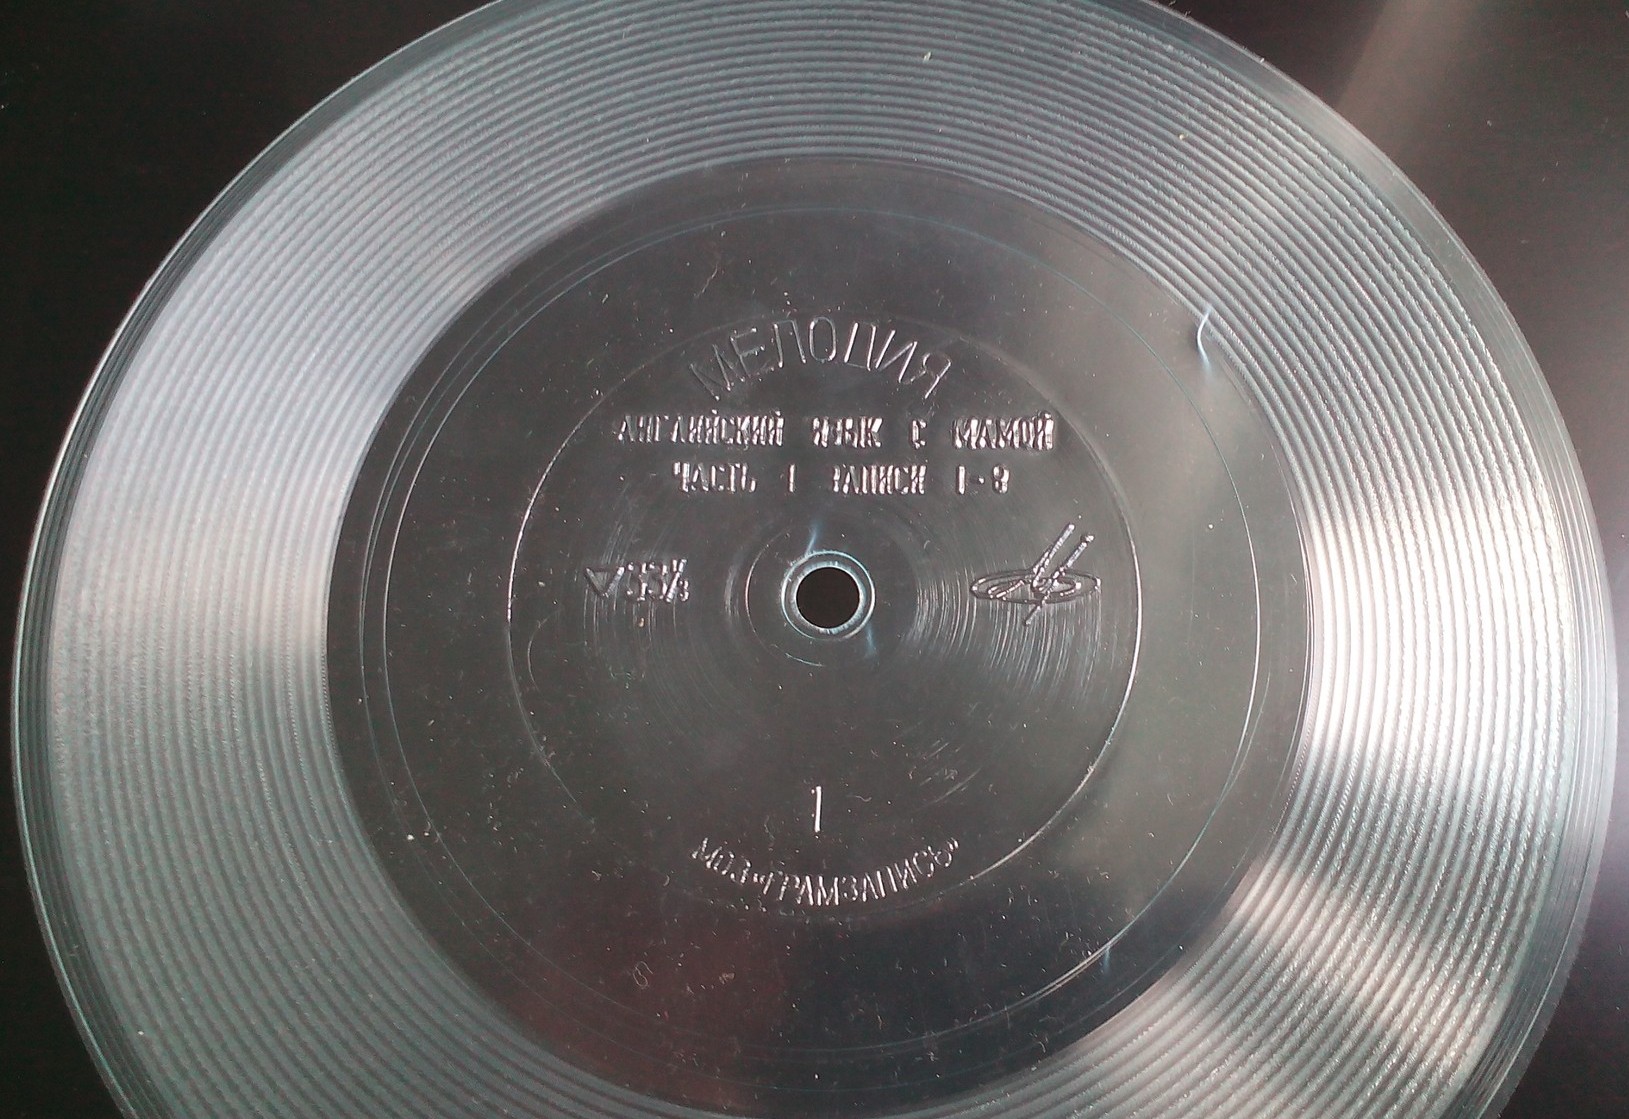 МЕЛОДИЯ
АНГЛИЙСКИЙ ЯЗЫК С МАМОЙ
ЧАСТЬ 1 ЗАПИСИ 1-8
▽33⅓
1
МОЗ«ГРАМЗАПИСЬ»